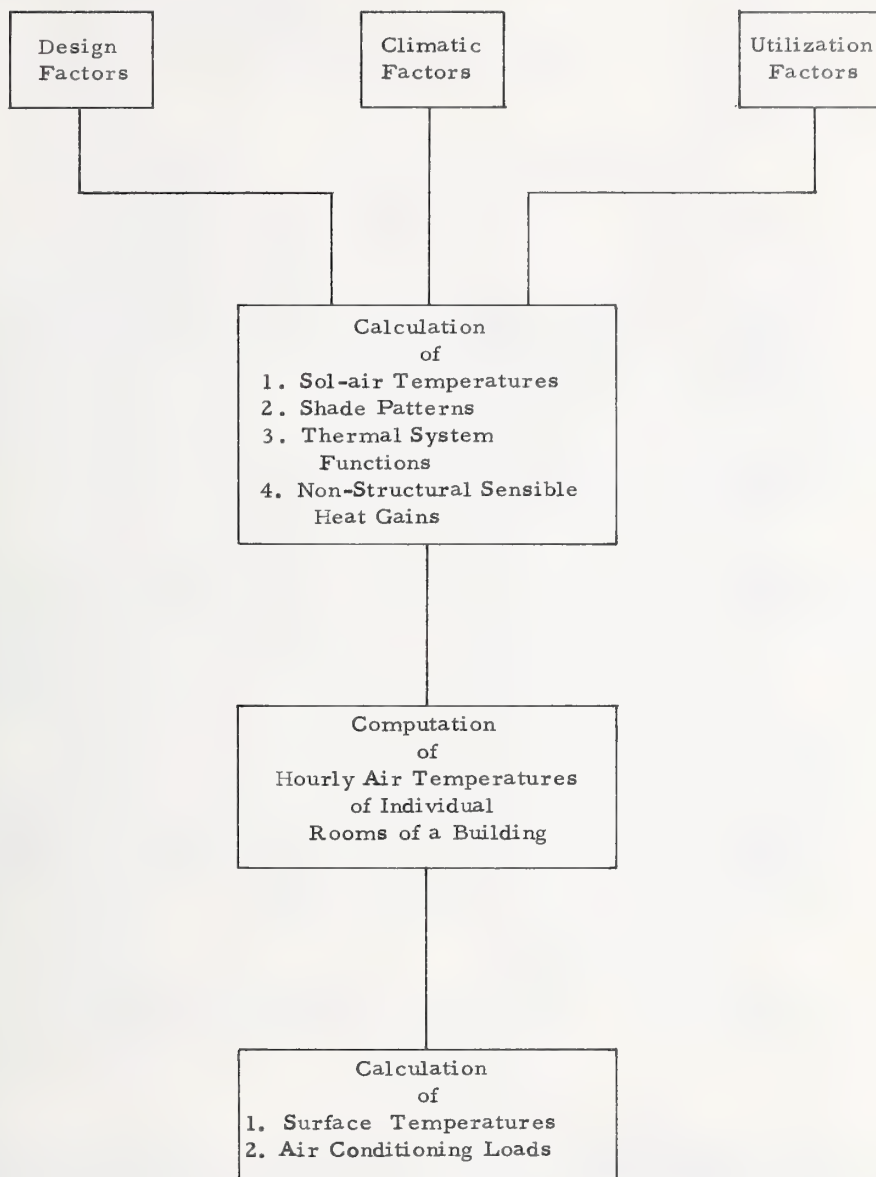 Design
Factors
Climatic
Factors
Utilization
Factors
Calculation
of
1. Sol-air Temperatures
2. Shade Patterns
3. Thermal System
Functions
4. Non-Structural Sensible
Heat Gains
Computation
of
Hourly Air Temperatures
of Individual
Rooms of a Building
Calculation
of
1. Surface Temperatures
2. Air Conditioning Loads